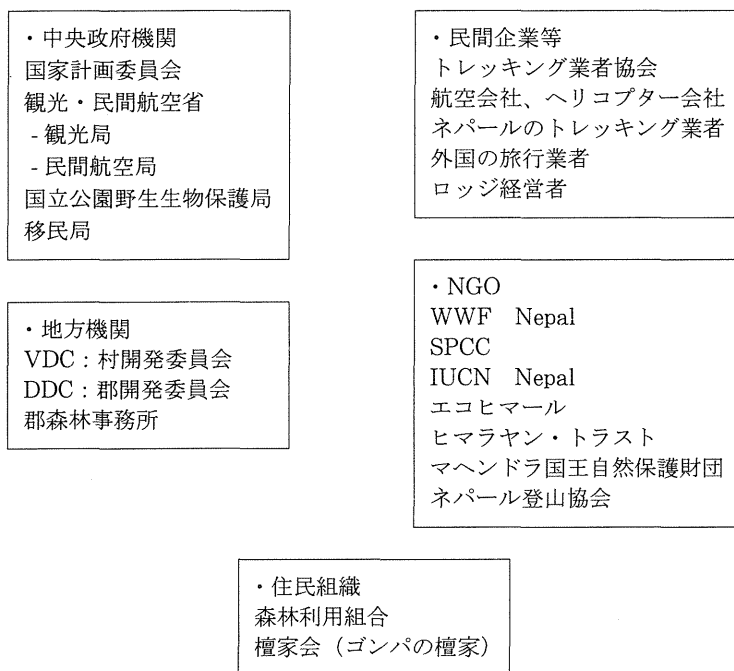 ・中央政府機関
国家計画委員会
観光・民間航空省
- 観光局
- 民間航空局
国立公園野生生物保護局
移民局
・地方機関
VDC：村開発委員会
DDC：郡開発委員会
郡森林事務所
・民間企業等
トレッキング業者協会
航空会社、ヘリコプター会社
ネパールのトレッキング業者
外国の旅行業者
ロッジ経営者
・NGO
WWF　Nepal
SPCC
IUCN　Nepal
エコヒマール
ヒマラヤン・トラスト
マヘンドラ国王自然保護財団
ネパール登山協会
・住民組織
森林利用組合
檀家会（ゴンパの檀家）